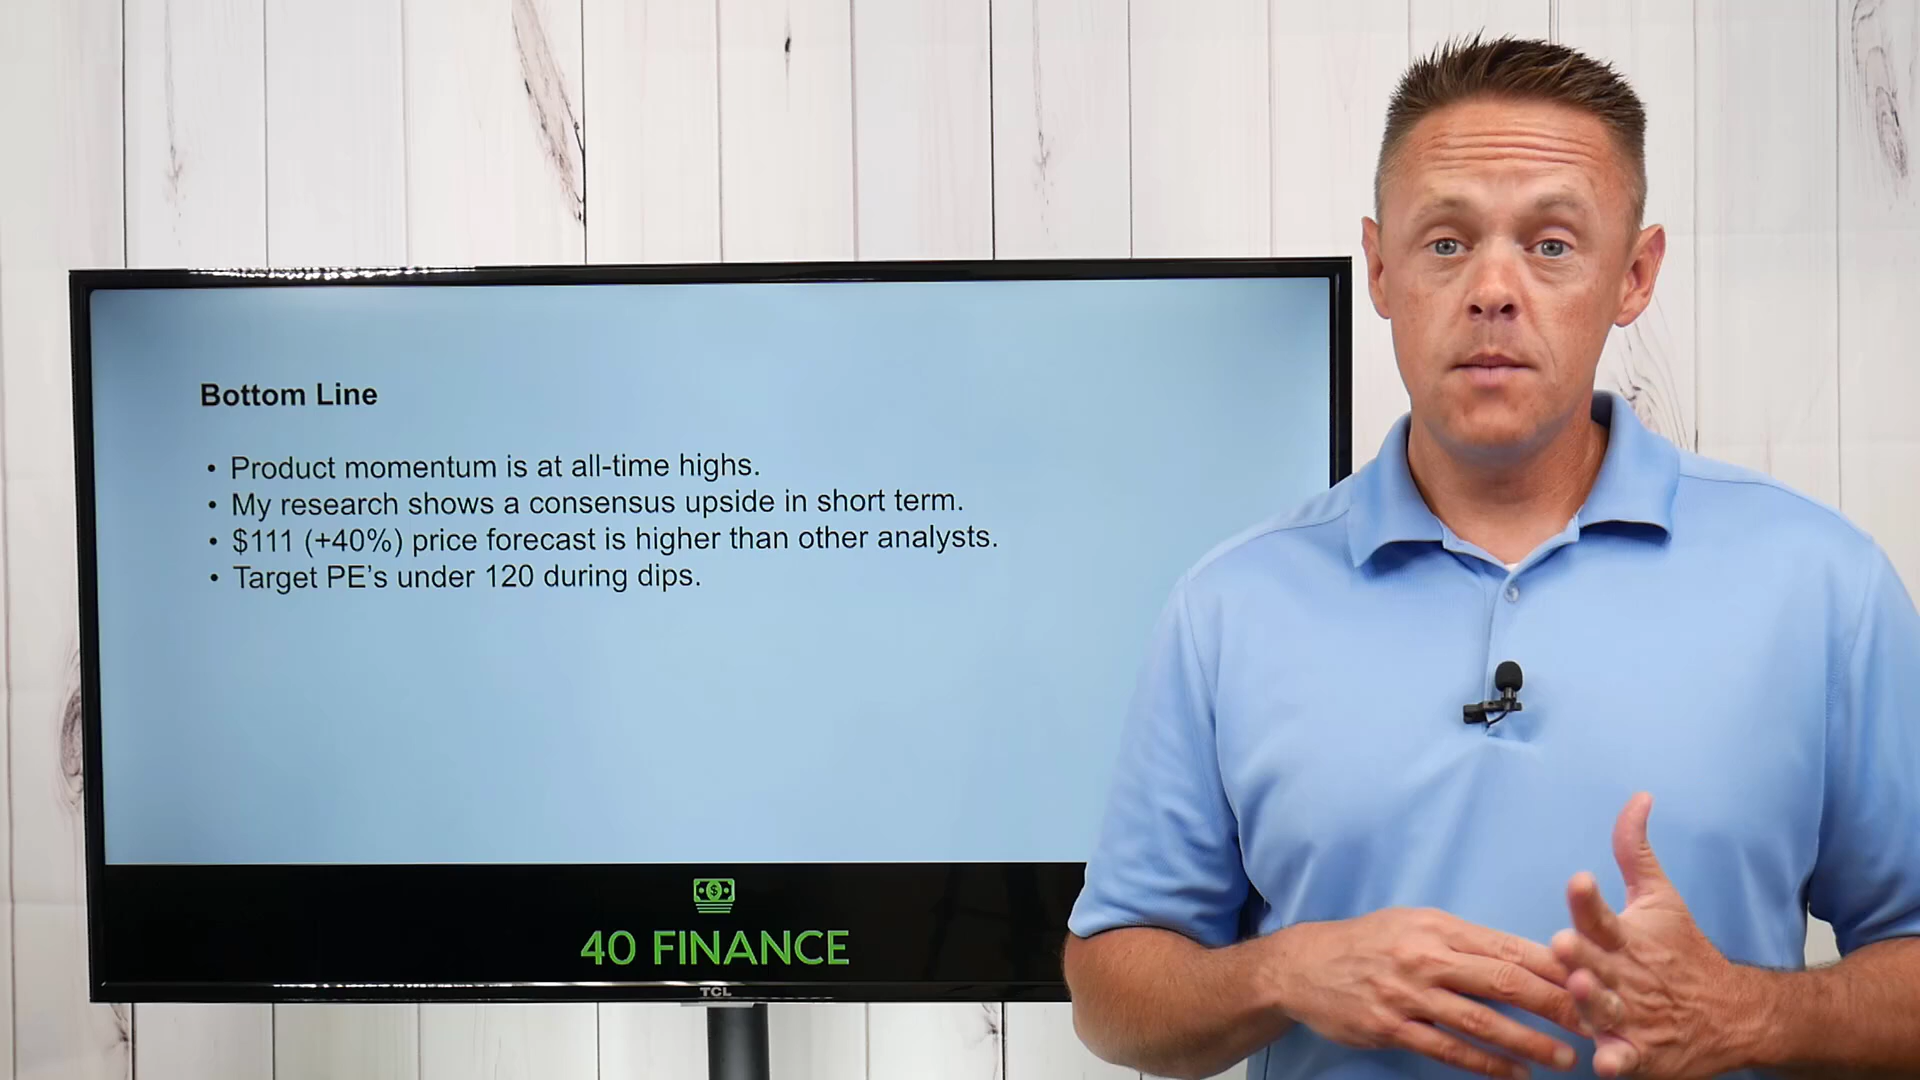 Bottom Line
• Product momentum is at all-time highs.
• My research shows a consensus upside in short term.
• $111 (+40%) price forecast is higher than other analysts.
• Target PE’s under 120 during dips.
40 FINANCE
TCL